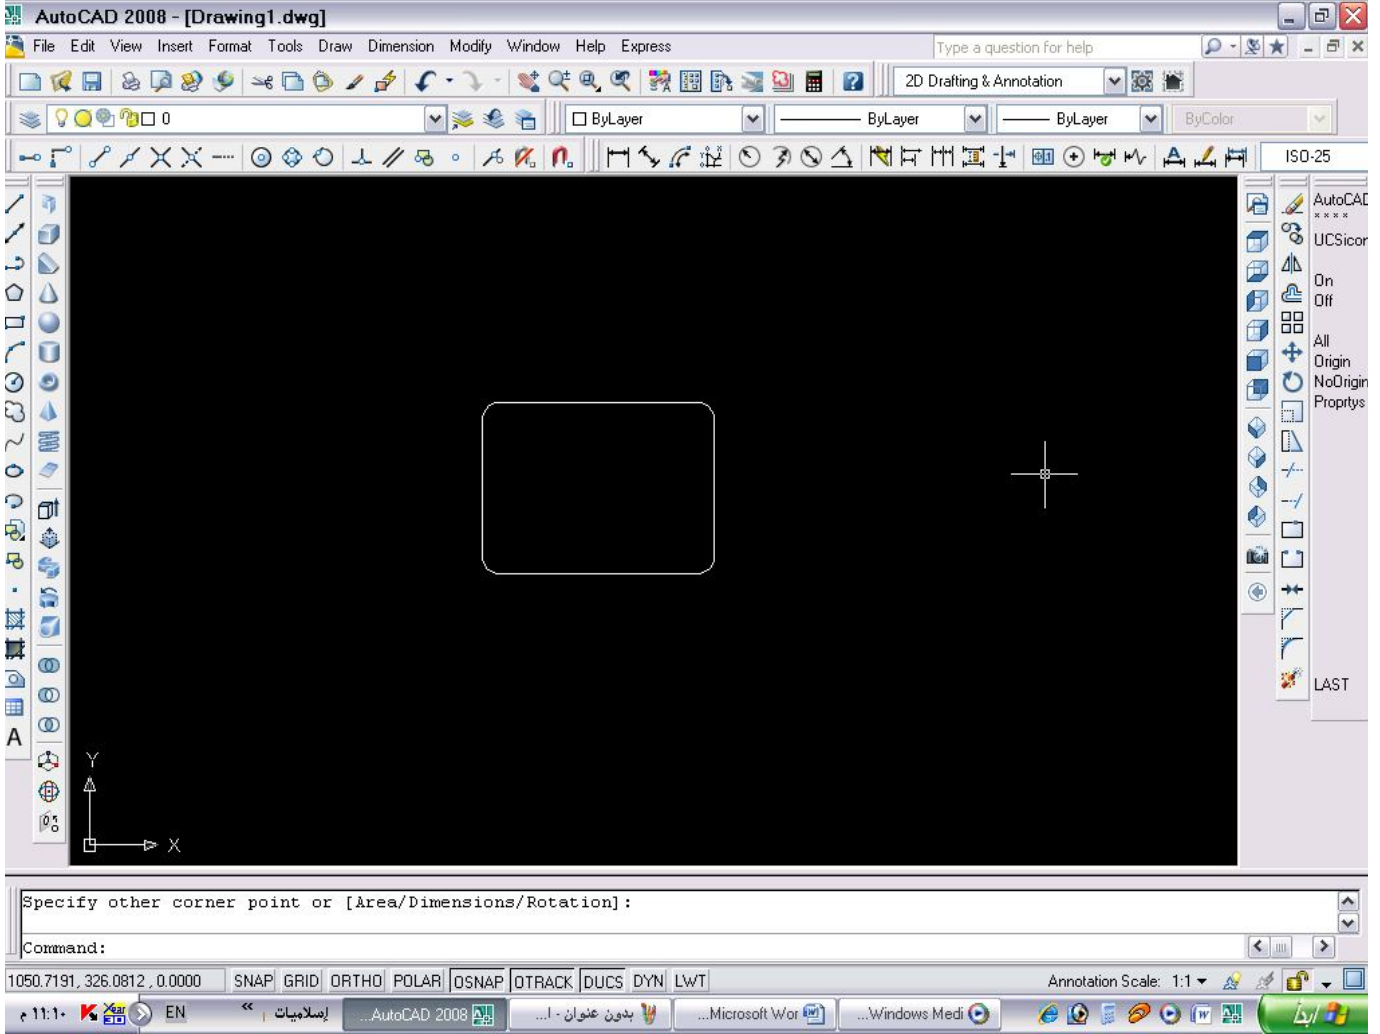 AutoCAD 2008 - [Drawing1.dwg]
File Edit View Insert Format Tools Draw Dimension Modify Window Help Express
Type a question for help
2D Drafting & Annotation
0
ByLayer
ByLayer
ByLayer
ByColor
ISO-25
AutoCAD
* * * *
UCSicon
On
Off
All
Origin
NoOrigin
Proprtys
LAST
A
Y
X
Specify other corner point or [Area/Dimensions/Rotation]:
Command:
1050.7191, 326.0812 , 0.0000 SNAP GRID ORTHO POLAR OSNAP OTRACK DUCS DYN LWT Annotation Scale: 1:1
١١:١٠ م EN إسلاميات ...AutoCAD 2008 بدون عنوان - ا... ...Microsoft Wor ...Windows Medi ابدأ